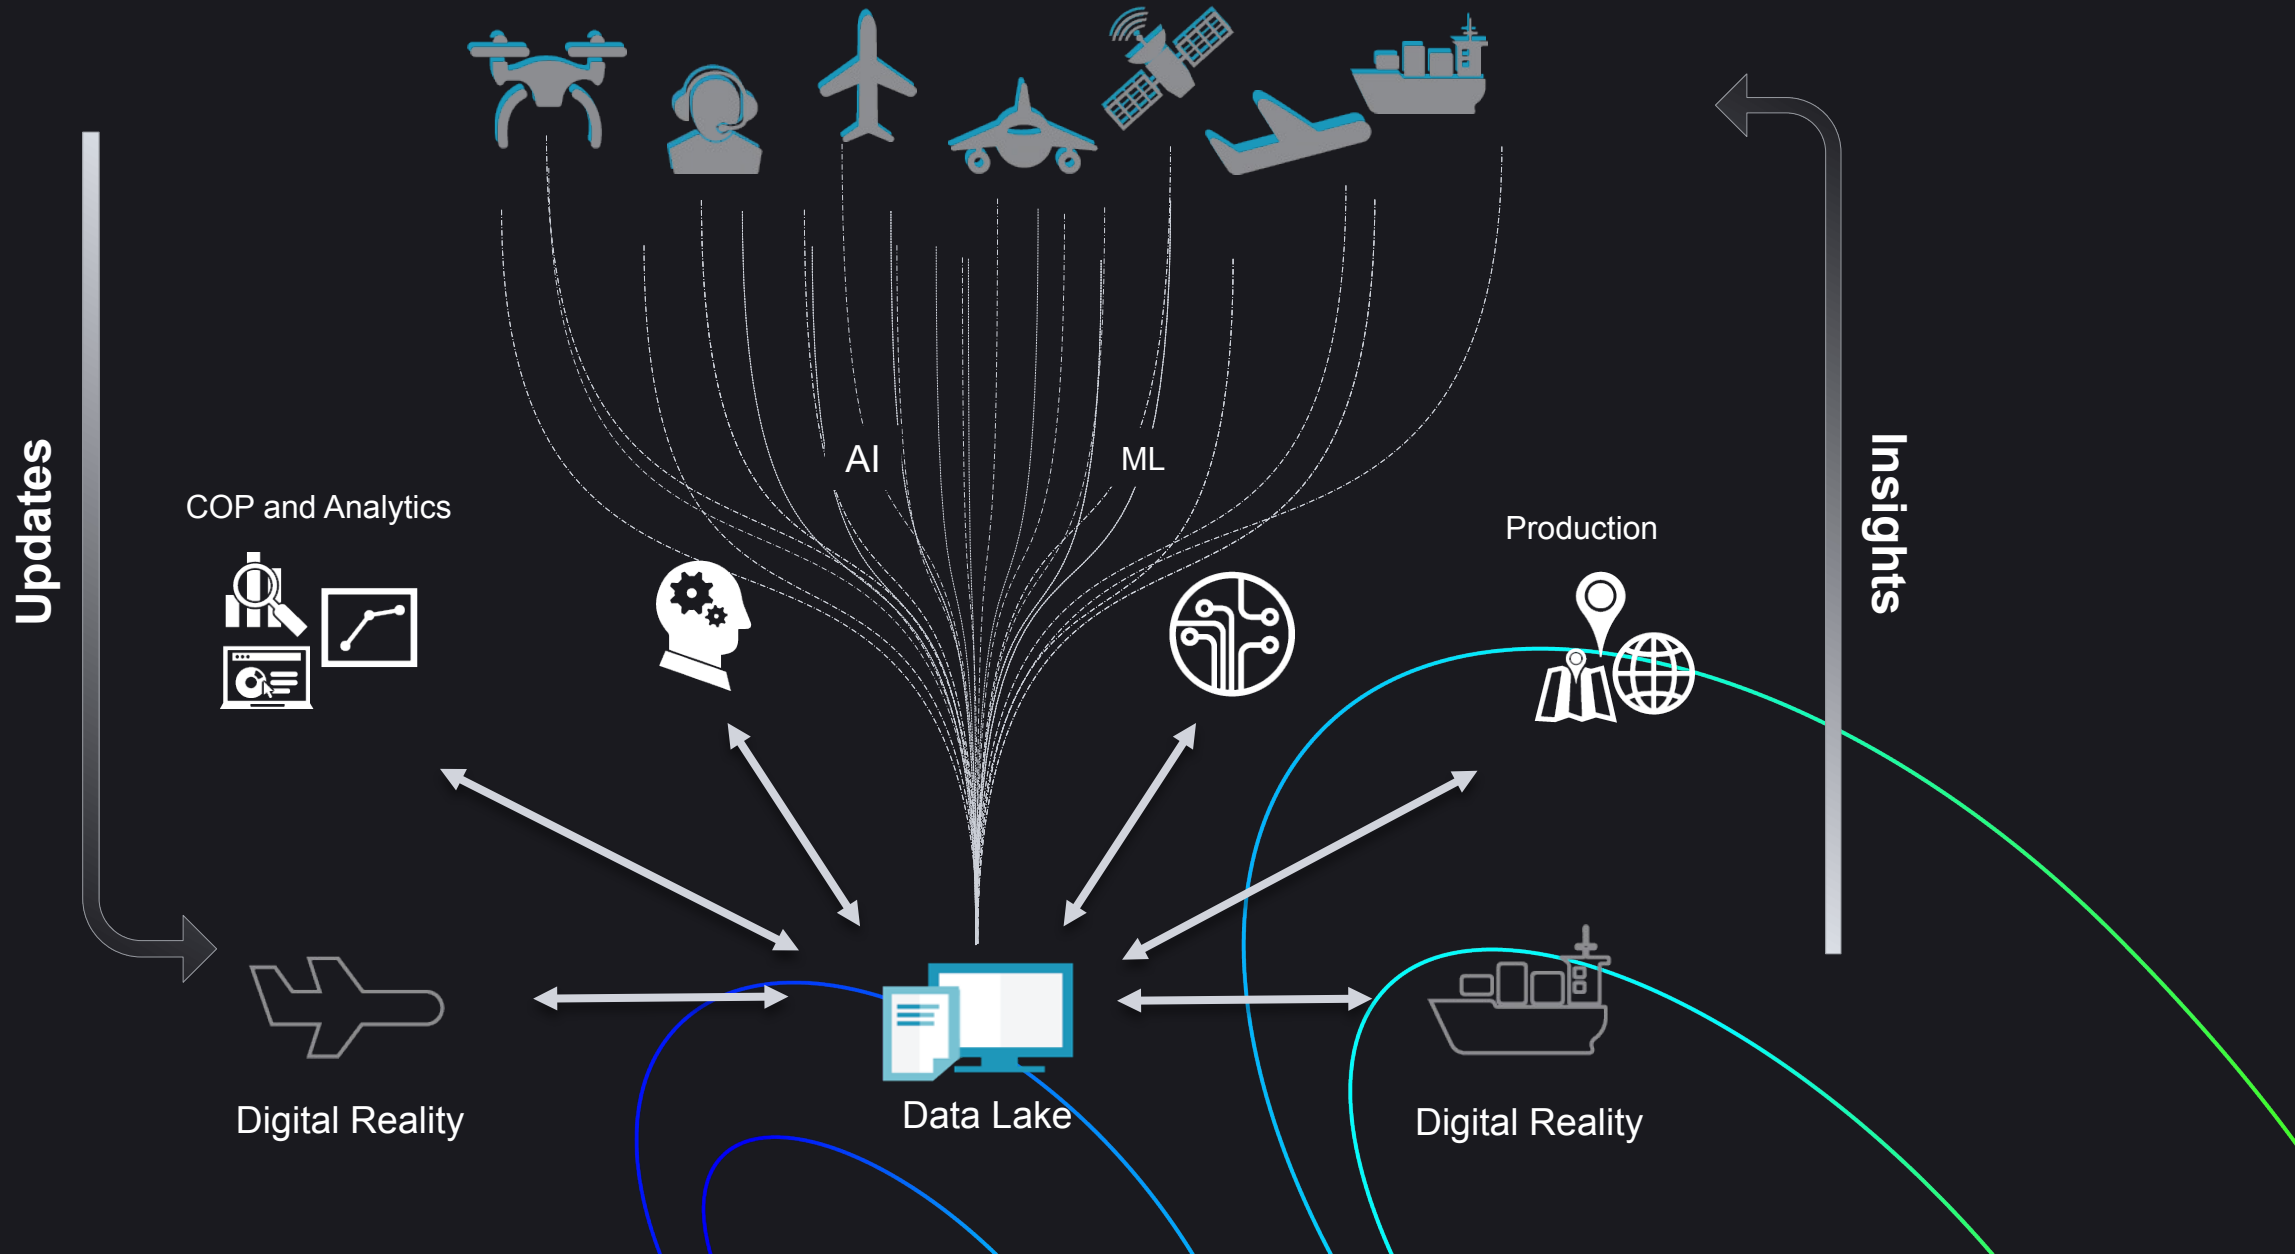 AI
ML
Updates
Insights
COP and Analytics
Production
Digital Reality
Data Lake
Digital Reality